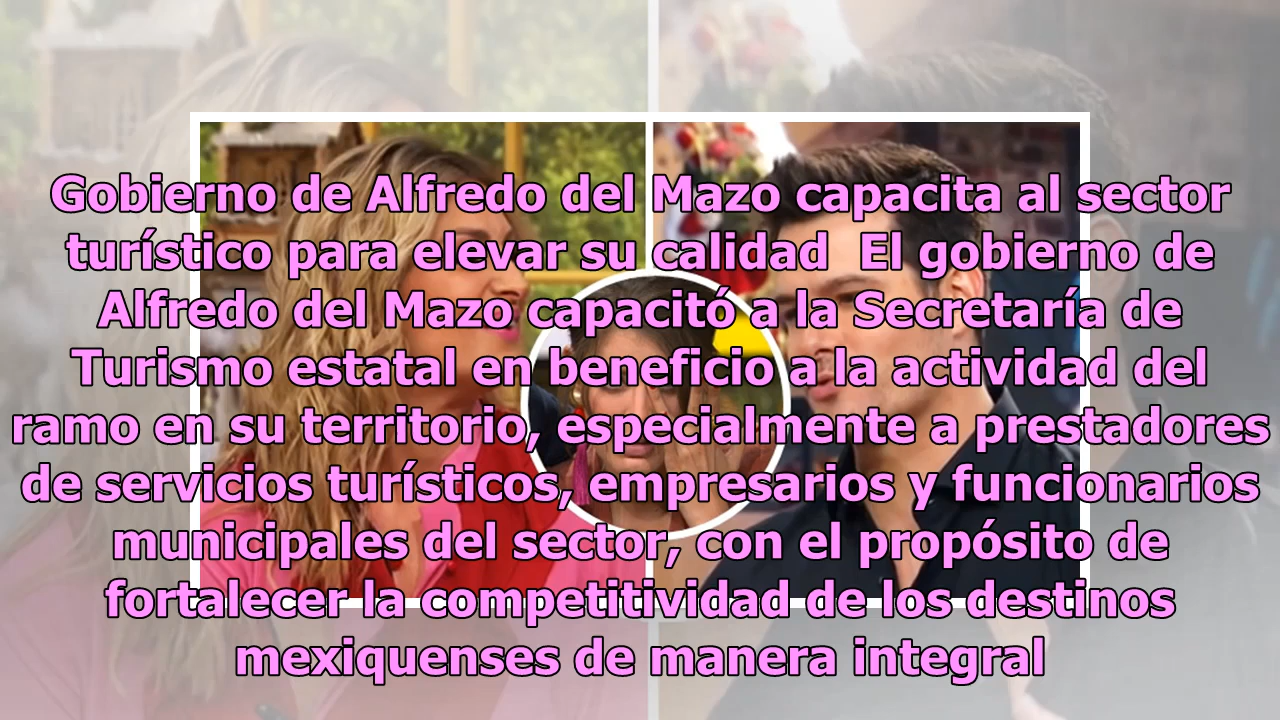 Gobierno de Alfredo del Mazo capacita al sector
turístico para elevar su calidad  El gobierno de
Alfredo del Mazo capacitó a la Secretaría de
Turismo estatal en beneficio a la actividad del
ramo en su territorio, especialmente a prestadores
de servicios turísticos, empresarios y funcionarios
municipales del sector, con el propósito de
fortalecer la competitividad de los destinos
mexiquenses de manera integral